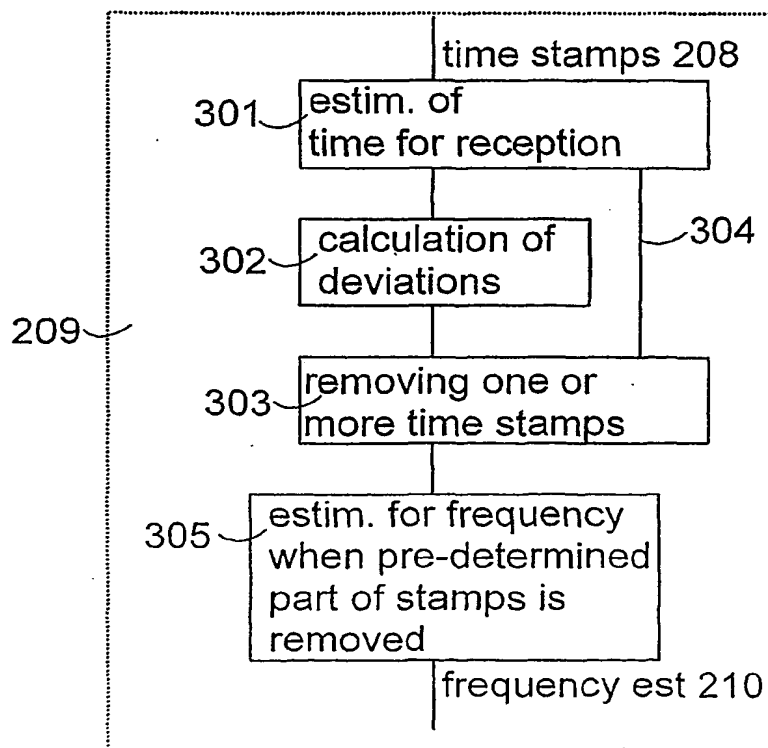 time stamps 208
301
estim. of
time for reception
302
calculation of
deviations
304
209
303
removing one or
more time stamps
305
estim. for frequency
when pre-determined
part of stamps is
removed
frequency est 210